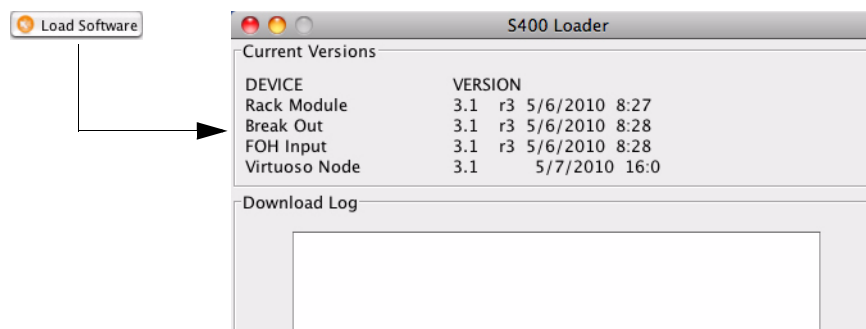 Load Software
S400 Loader
Current Versions
DEVICE VERSION
Rack Module 3.1 r3 5/6/2010 8:27
Break Out 3.1 r3 5/6/2010 8:28
FOH Input 3.1 r3 5/6/2010 8:28
Virtuoso Node 3.1 5/7/2010 16:0
Download Log